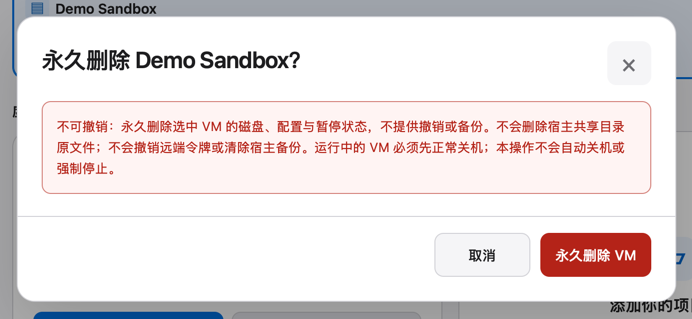 Demo Sandbox
永久删除 Demo Sandbox?
不可撤销：永久删除选中 VM 的磁盘、配置与暂停状态，不提供撤销或备份。不会删除宿主共享目录
原文件；不会撤销远端令牌或清除宿主备份。运行中的 VM 必须先正常关机；本操作不会自动关机或
强制停止。
取消
永久删除 VM
添加你的项目